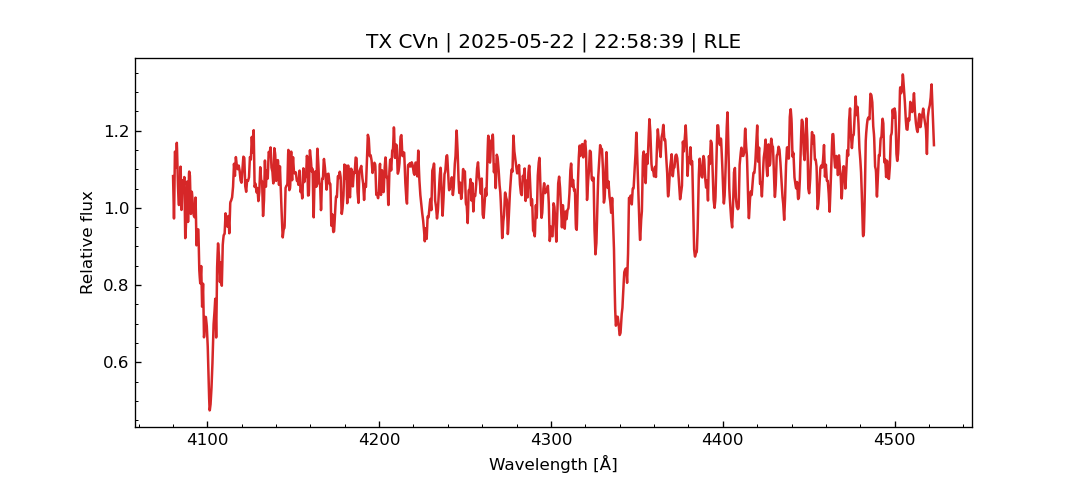 TX CVn | 2025-05-22 | 22:58:39 | RLE
1.2
1.0
0.8
0.6
Relative flux
4100 4200 4300 4400 4500
Wavelength [Å]